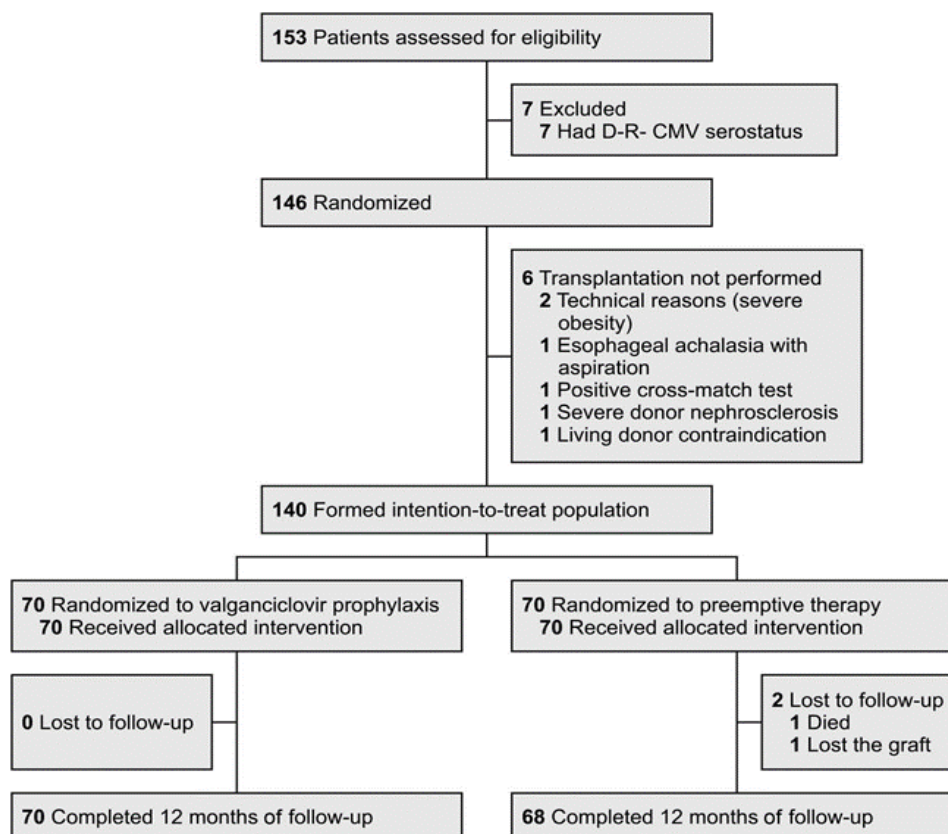 153 Patients assessed for eligibility
7 Excluded
7 Had D-R- CMV serostatus
146 Randomized
6 Transplantation not performed
2 Technical reasons (severe
obesity)
1 Esophageal achalasia with
aspiration
1 Positive cross-match test
1 Severe donor nephrosclerosis
1 Living donor contraindication
140 Formed intention-to-treat population
70 Randomized to valganciclovir prophylaxis
70 Received allocated intervention
70 Randomized to preemptive therapy
70 Received allocated intervention
0 Lost to follow-up
2 Lost to follow-up
1 Died
1 Lost the graft
70 Completed 12 months of follow-up
68 Completed 12 months of follow-up